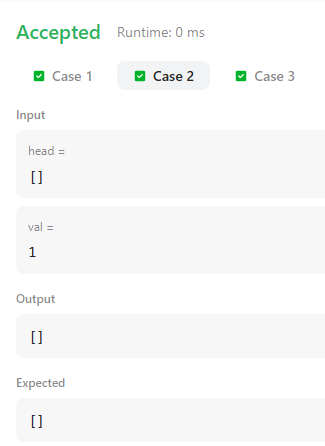 Accepted Runtime: 0 ms
Case 1 Case 2 Case 3
Input
head =
[]
val =
1
Output
[]
Expected
[]